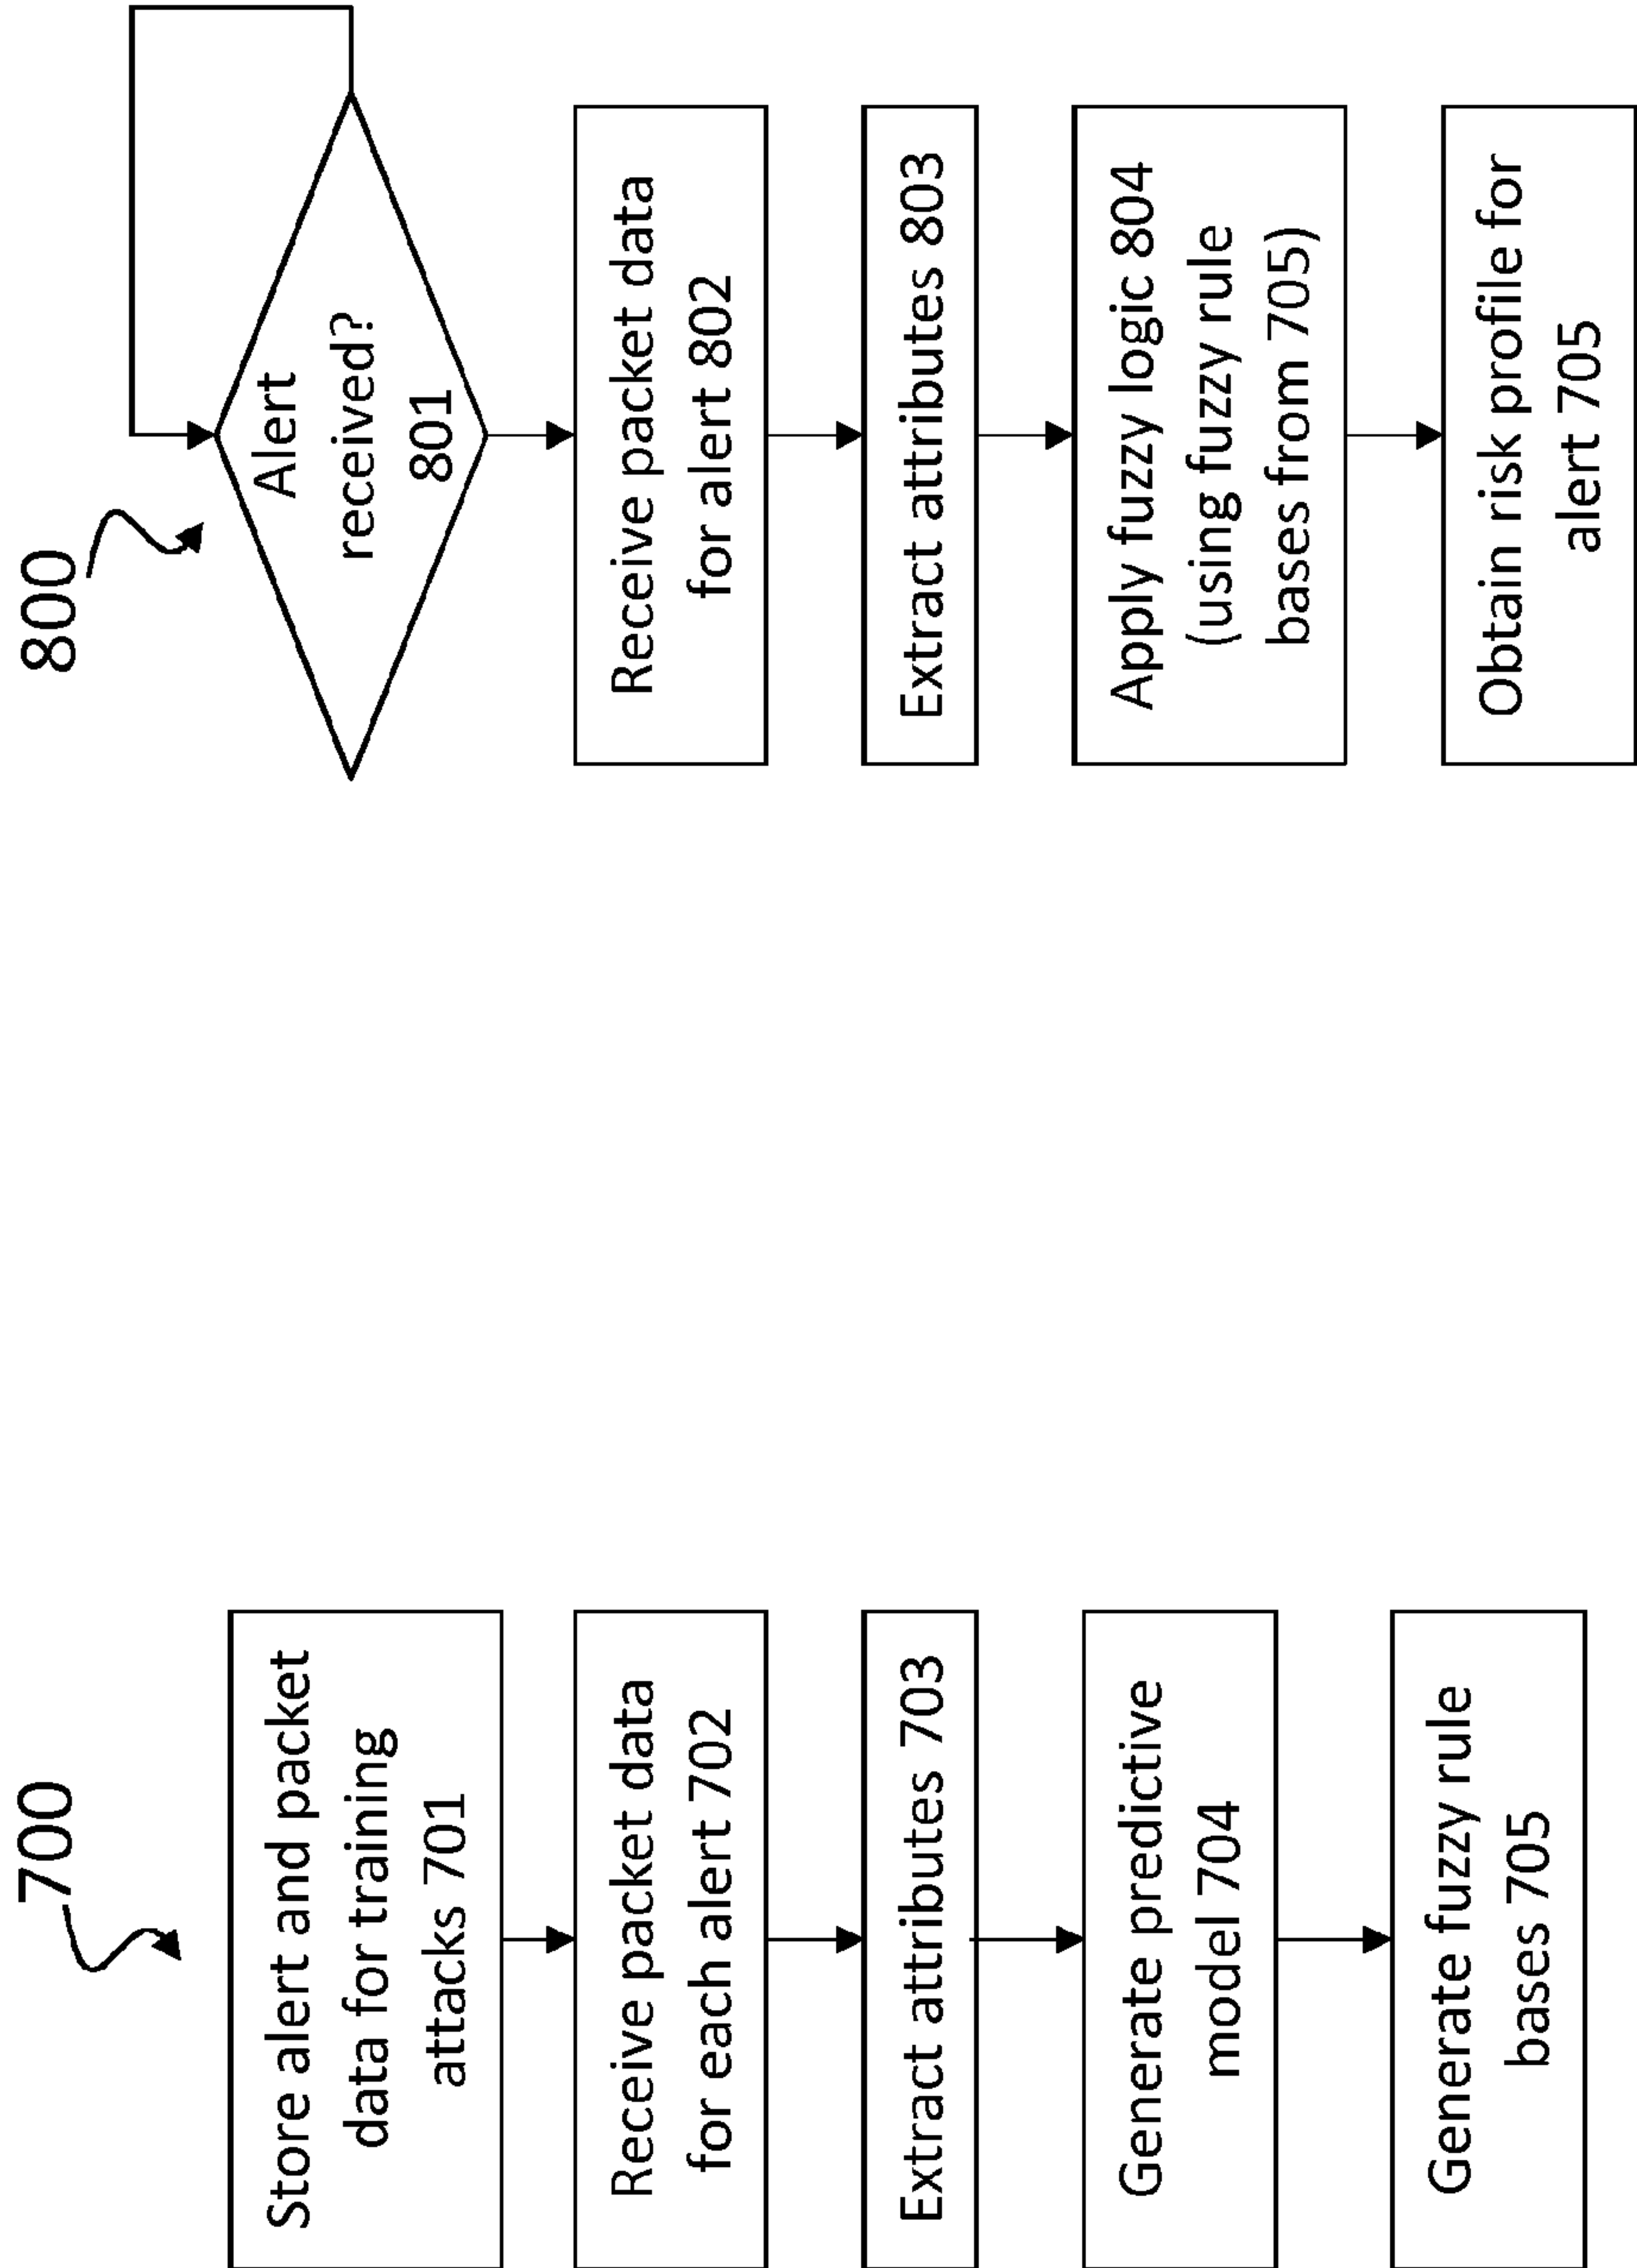 700
Store alert and packet
data for training
attacks 701
Receive packet data
for each alert 702
Extract attributes 703
Generate predictive
model 704
Generate fuzzy rule
bases 705
800
Alert
received?
801
Receive packet data
for alert 802
Extract attributes 803
Apply fuzzy logic 804
(using fuzzy rule
bases from 705)
Obtain risk profile for
alert 705